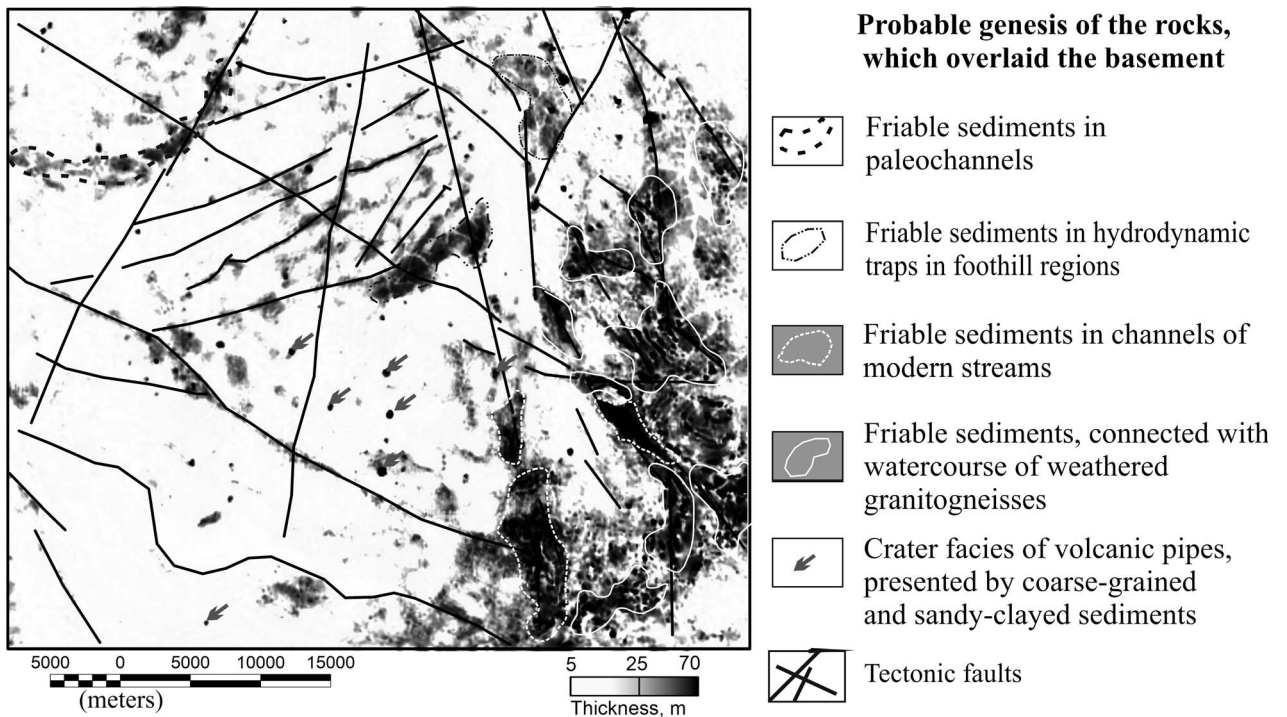 Probable genesis of the rocks,
which overlaid the basement
Friable sediments in
paleochannels
Friable sediments in hydrodynamic
traps in foothill regions
Friable sediments in channels of
modern streams
Friable sediments, connected with
watercourse of weathered
granitogneisses
Crater facies of volcanic pipes,
presented by coarse-grained
and sandy-clayed sediments
Tectonic faults
5000 0 5000 10000 15000
(meters)
5 25 70
Thickness, m